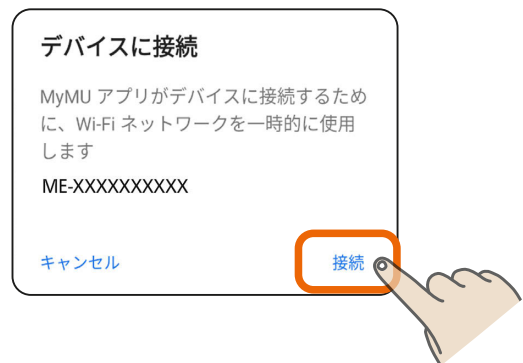 デバイスに接続
MyMU アプリがデバイスに接続するため
に、Wi-Fi ネットワークを一時的に使用
します
ME-XXXXXXXXXX
キャンセル
接続